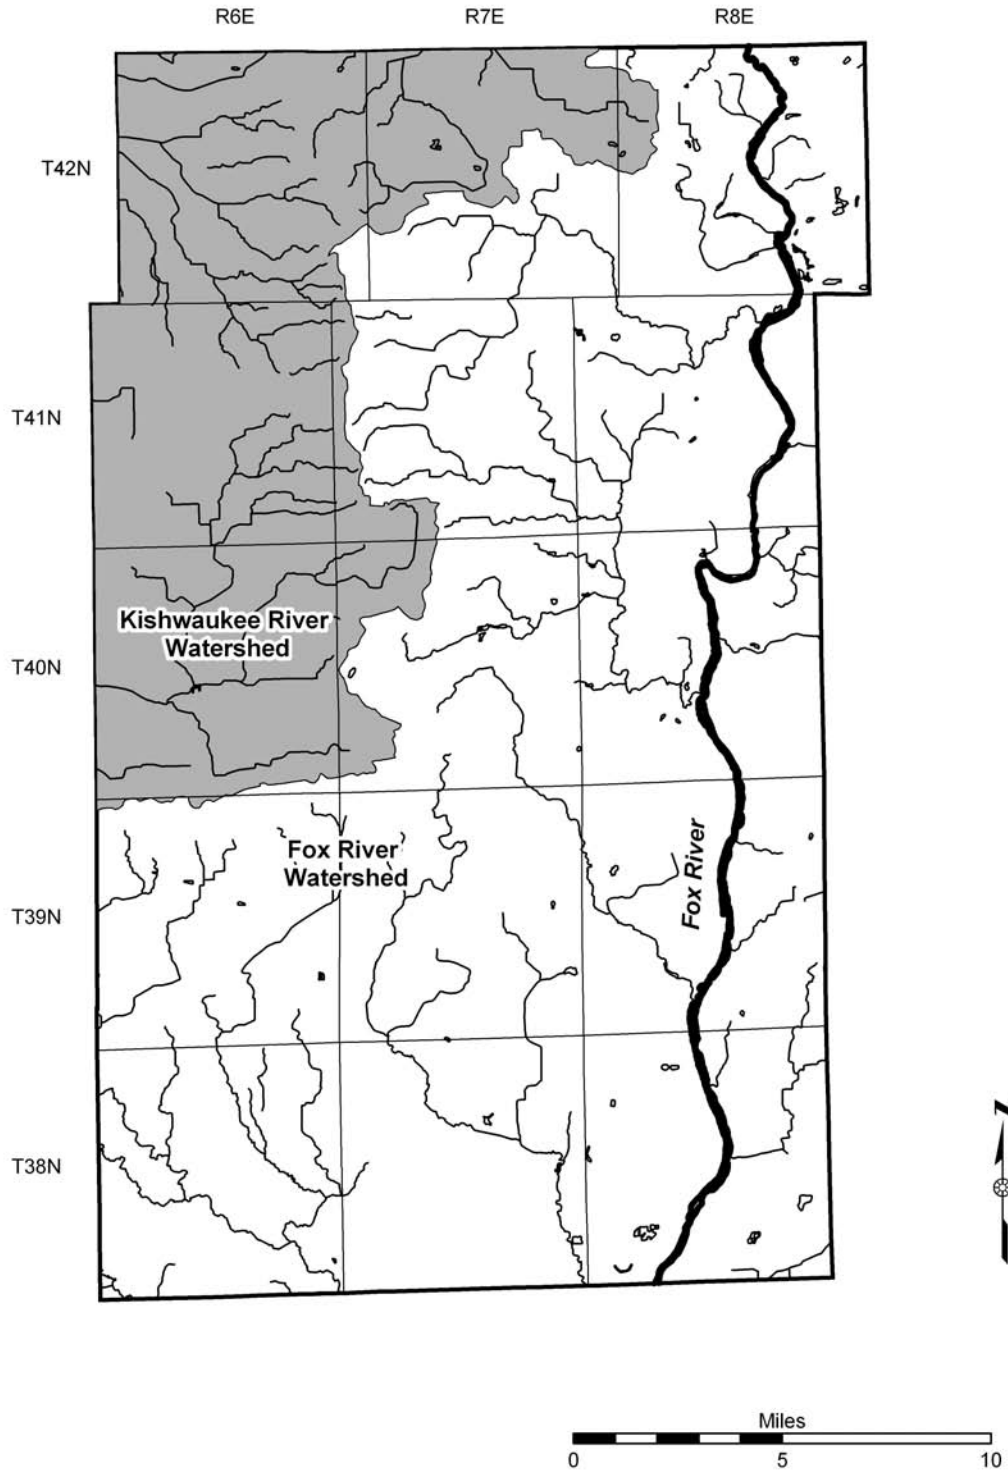 R6E R7E R8E
T42N
T41N
Kishwaukee River
Watershed
T40N
Fox River
Watershed
Fox River
T39N
T38N
Miles
0 5 10